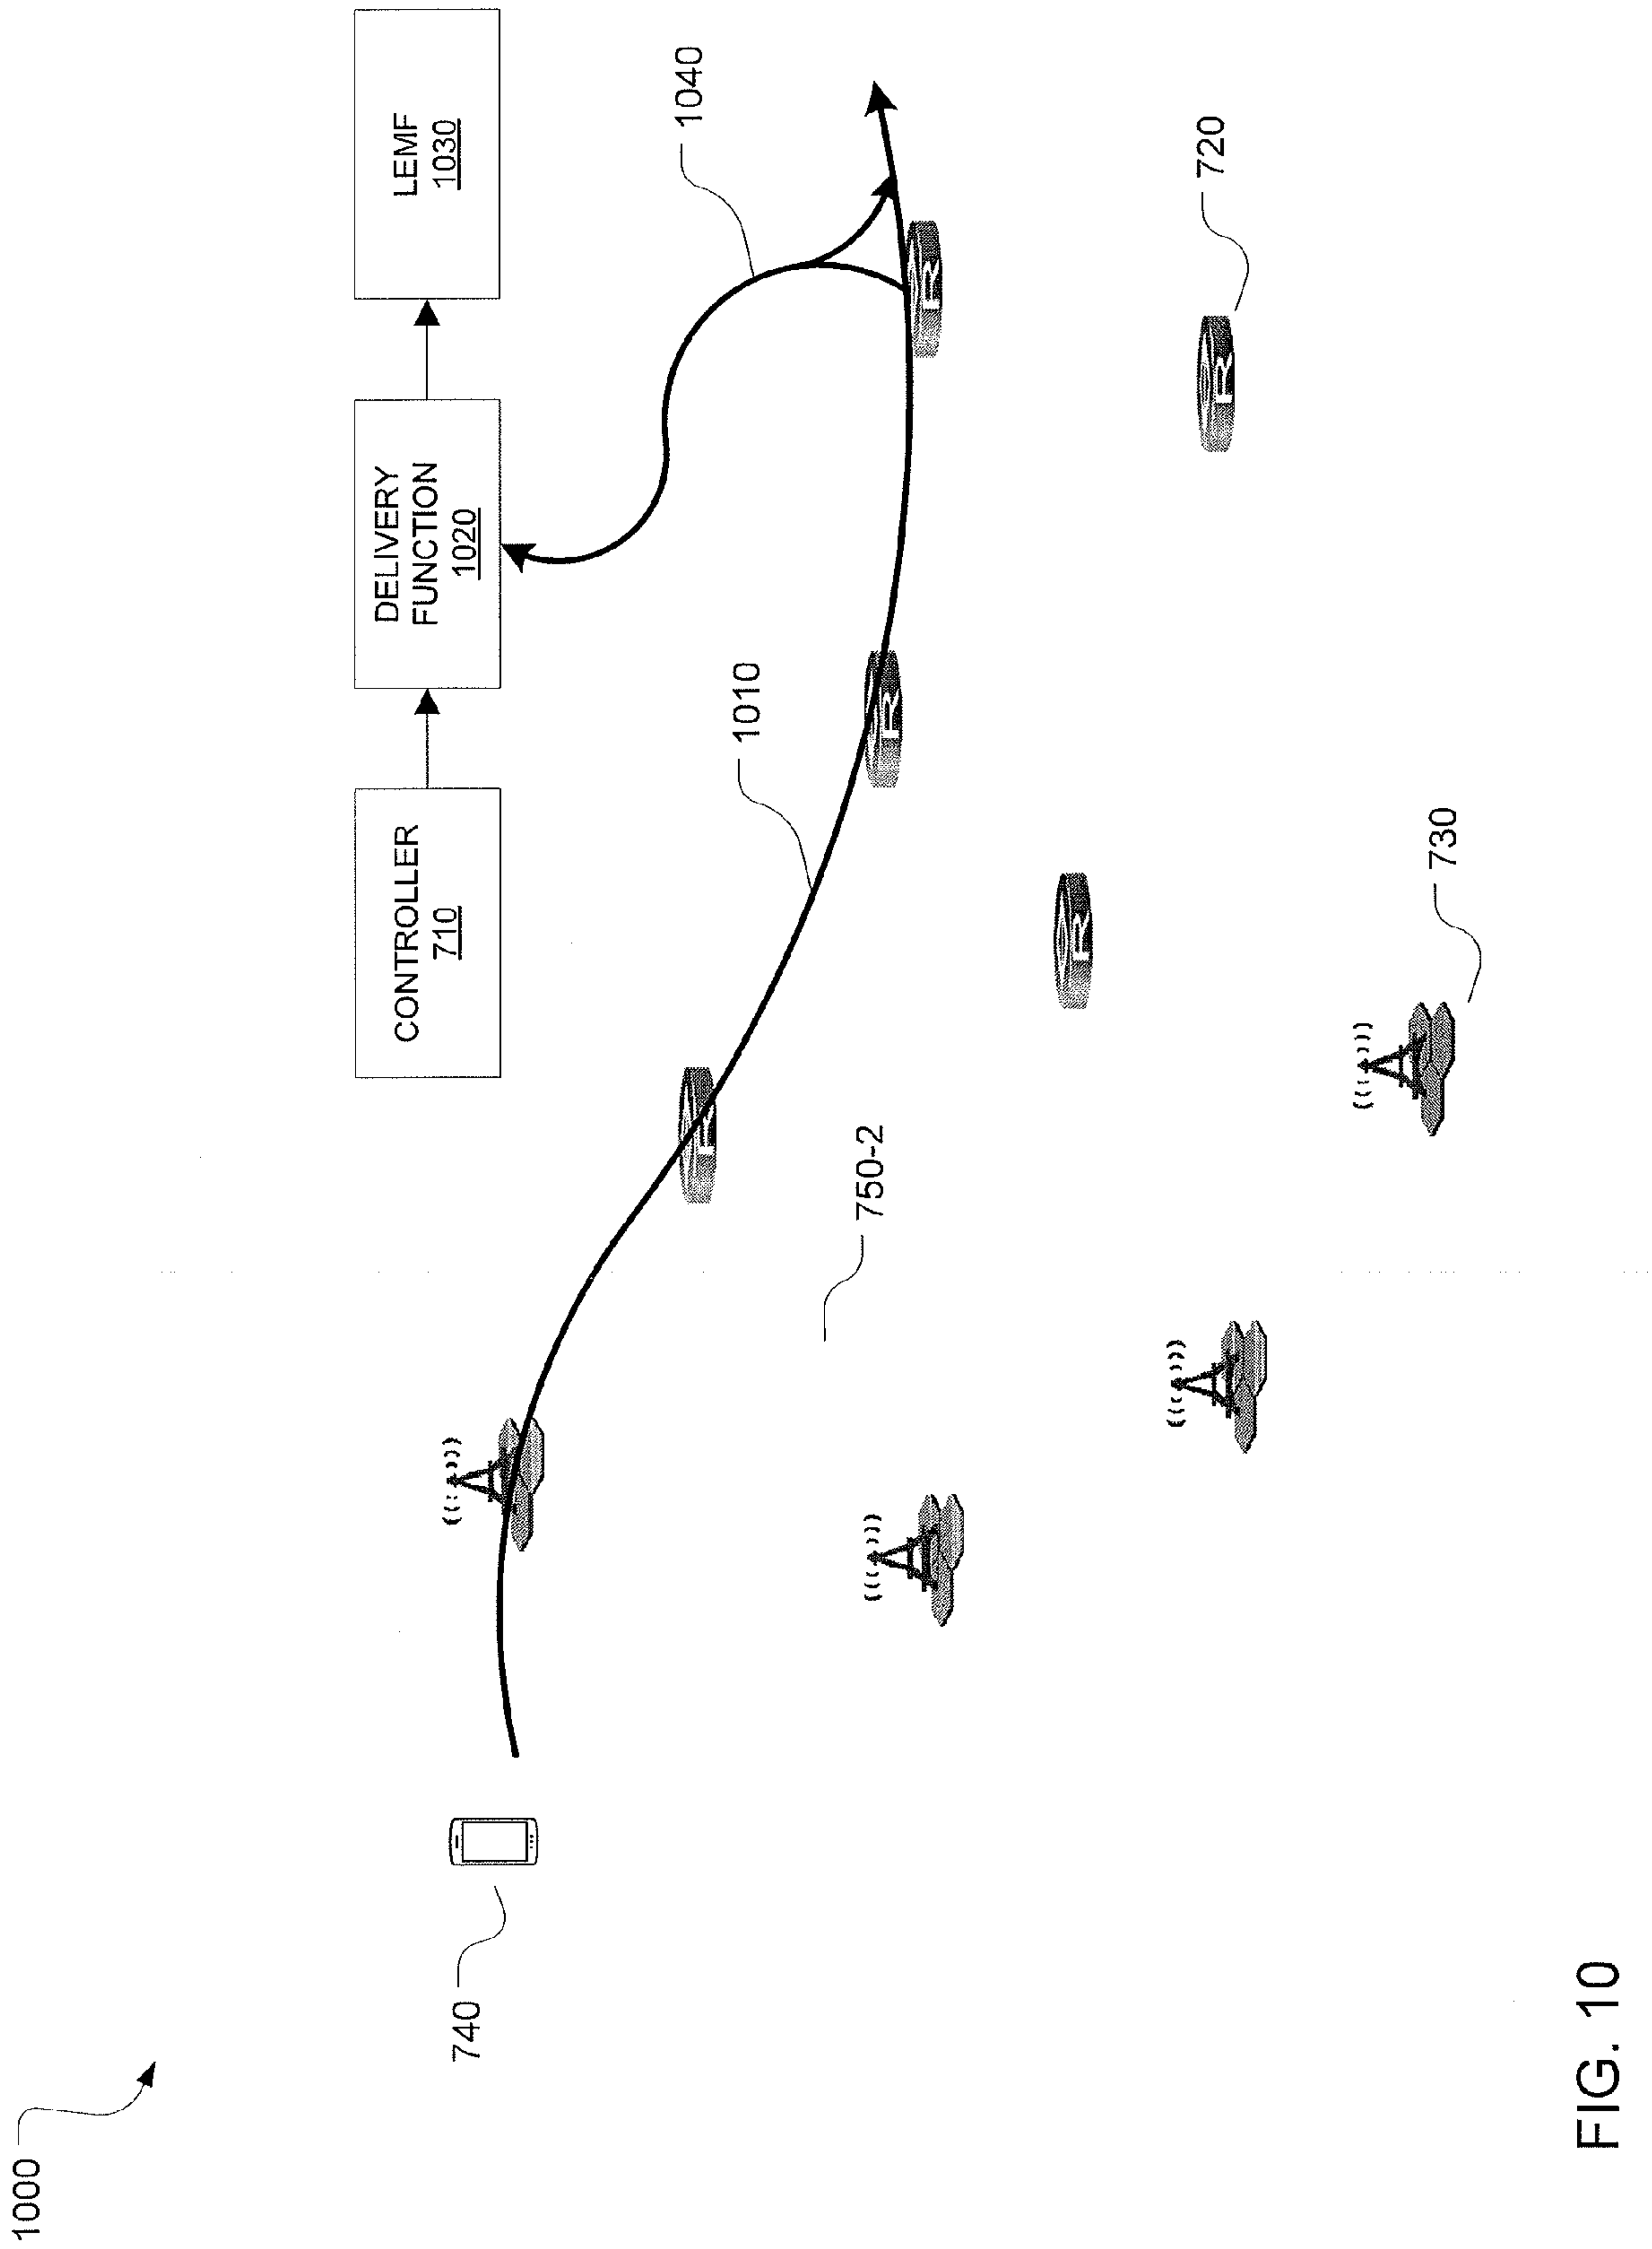 1000
CONTROLLER
710
DELIVERY
FUNCTION
1020
LEMF
1030
740
1010
1040
R
R
R
R
R
750-2
720
730
FIG. 10